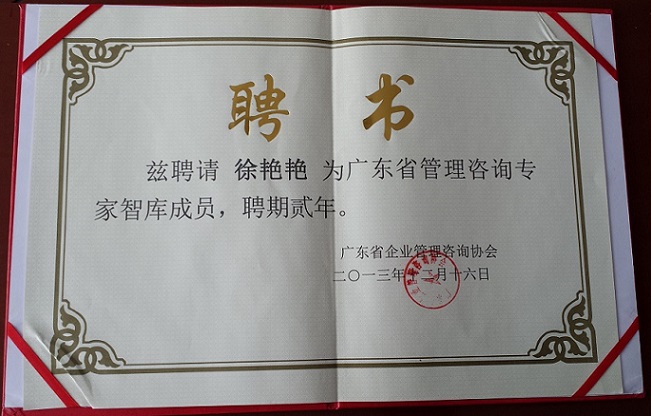 聘书
兹聘请 徐艳艳 为广东省管理咨询专
家智库成员，聘期贰年。
广东省企业管理咨询协会
二〇一三年 二月十六日